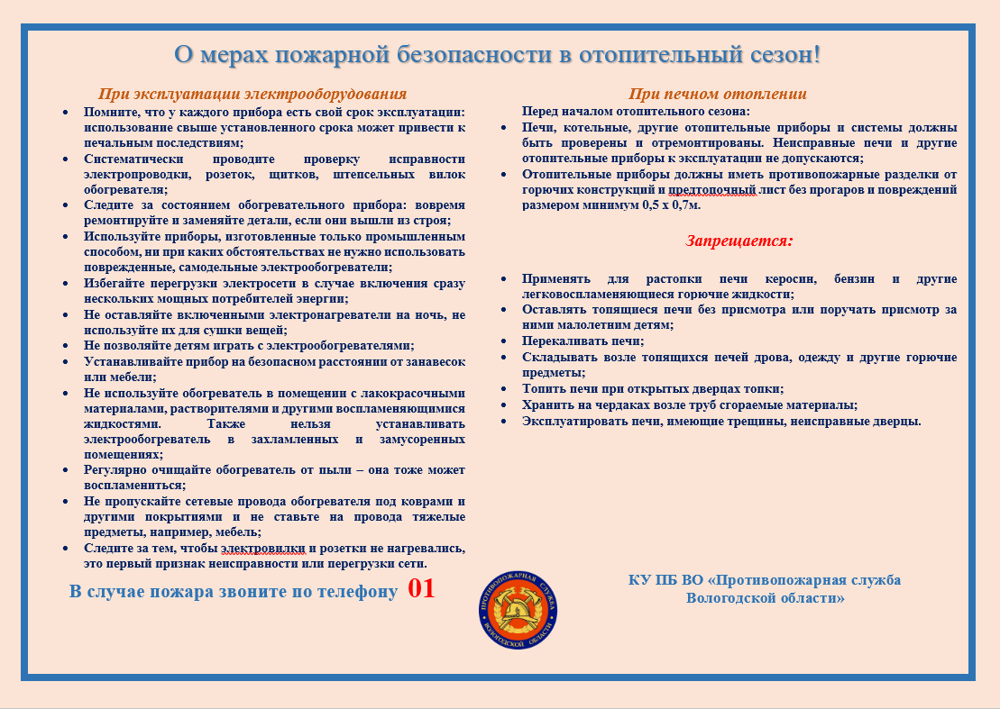 О мерах пожарной безопасности в отопительный сезон!
При эксплуатации электрооборудования
• Помните, что у каждого прибора есть свой срок эксплуатации:
использование свыше установленного срока может привести к
печальным последствиям;
• Систематически проводите проверку исправности
электропроводки, розеток, щитков, штепсельных вилок
обогревателя;
• Следите за состоянием обогревательного прибора: вовремя
ремонтируйте и заменяйте детали, если они вышли из строя;
• Используйте приборы, изготовленные только промышленным
способом, ни при каких обстоятельствах не нужно использовать
поврежденные, самодельные электрообогреватели;
• Избегайте перегрузки электросети в случае включения сразу
нескольких мощных потребителей энергии;
• Не оставляйте включенными электронагреватели на ночь, не
используйте их для сушки вещей;
• Не позволяйте детям играть с электрообогревателями;
• Устанавливайте прибор на безопасном расстоянии от занавесок
или мебели;
• Не используйте обогреватель в помещении с лакокрасочными
материалами, растворителями и другими воспламеняющимися
жидкостями. Также нельзя устанавливать
электрообогреватель в захламленных и замусоренных
помещениях;
• Регулярно очищайте обогреватель от пыли – она тоже может
воспламениться;
• Не пропускайте сетевые провода обогревателя под коврами и
другими покрытиями и не ставьте на провода тяжелые
предметы, например, мебель;
• Следите за тем, чтобы электровилки и розетки не нагревались,
это первый признак неисправности или перегрузки сети.
В случае пожара звоните по телефону 01
При печном отоплении
Перед началом отопительного сезона:
• Печи, котельные, другие отопительные приборы и системы должны
быть проверены и отремонтированы. Неисправные печи и другие
отопительные приборы к эксплуатации не допускаются;
• Отопительные приборы должны иметь противопожарные разделки от
горючих конструкций и предтопочный лист без прогаров и повреждений
размером минимум 0,5 х 0,7м.
Запрещается:
• Применять для растопки печи керосин, бензин и другие
легковоспламеняющиеся горючие жидкости;
• Оставлять топящиеся печи без присмотра или поручать присмотр за
ними малолетним детям;
• Перекаливать печи;
• Складывать возле топящихся печей дрова, одежду и другие горючие
предметы;
• Топить печи при открытых дверцах топки;
• Хранить на чердаках возле труб сгораемые материалы;
• Эксплуатировать печи, имеющие трещины, неисправные дверцы.
ПРОТИВОПОЖАРНАЯ СЛУЖБА
ВОЛОГОДСКОЙ ОБЛАСТИ
КУ ПБ ВО «Противопожарная служба
Вологодской области»